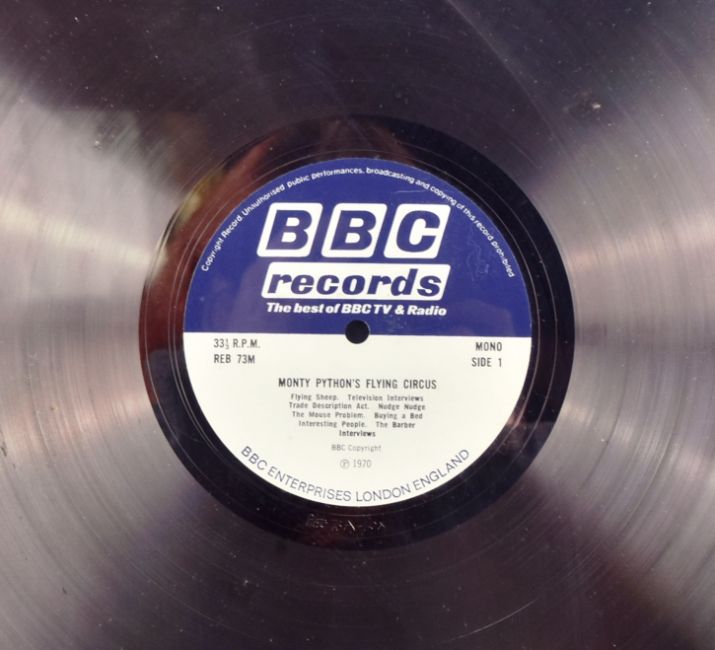 Copyright Record. Unauthorised public performances, broadcasting and copying of this record prohibited
BBC
records
The best of BBC TV & Radio
33⅓ R.P.M.
REB 73M
MONO
SIDE 1
MONTY PYTHON'S FLYING CIRCUS
Flying Sheep. Television Interviews
Trade Description Act. Nudge Nudge
The Mouse Problem. Buying a Bed
Interesting People. The Barber
Interviews
BBC Copyright
Ⓟ 1970
BBC ENTERPRISES LONDON ENGLAND